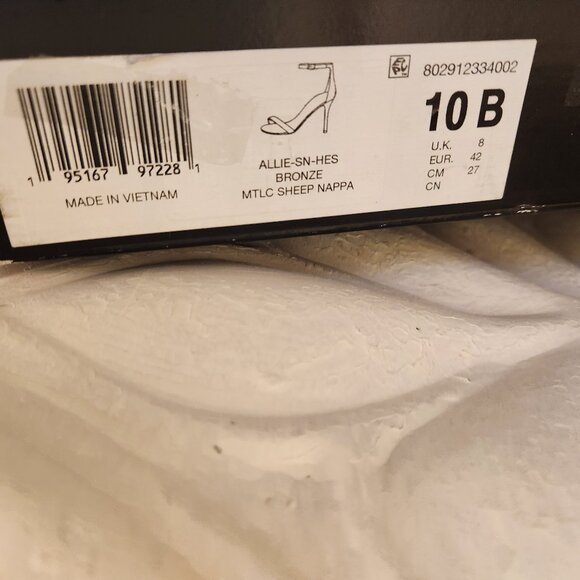 1 95167 97228 1
MADE IN VIETNAM
ALLIE-SN-HES
BRONZE
MTLC SHEEP NAPPA
802912334002
10 B
U.K. 8
EUR. 42
CM 27
CN